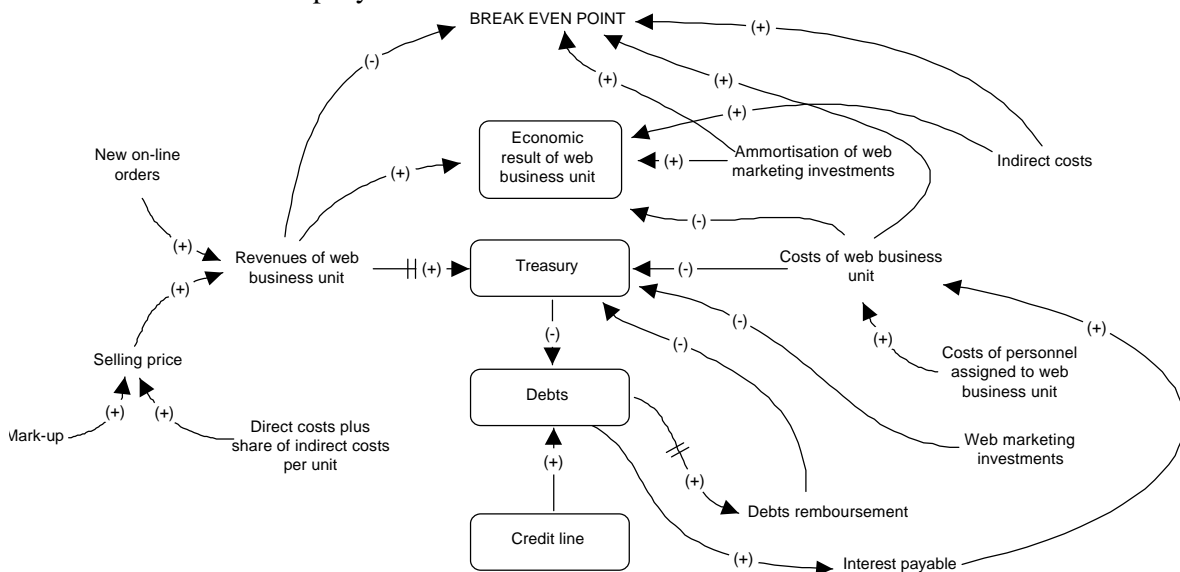 BREAK EVEN POINT
(+)
(-)
(+)
(+)
(+)
(+)
Economic
result of web
business unit
New on-line
orders
Ammortisation of web
marketing investments
Indirect costs
(+)
(+)
(-)
(+)
Revenues of web
business unit
(+)
Treasury
(-)
Costs of web business
unit
(+)
(-)
(-)
(-)
(+)
(+)
Selling price
Costs of personnel
assigned to web
business unit
Debts
(+)
(+)
Mark-up
Direct costs plus
share of indirect costs
per unit
Web marketing
investments
(+)
(+)
Debts remboursement
Credit line
(+)
Interest payable